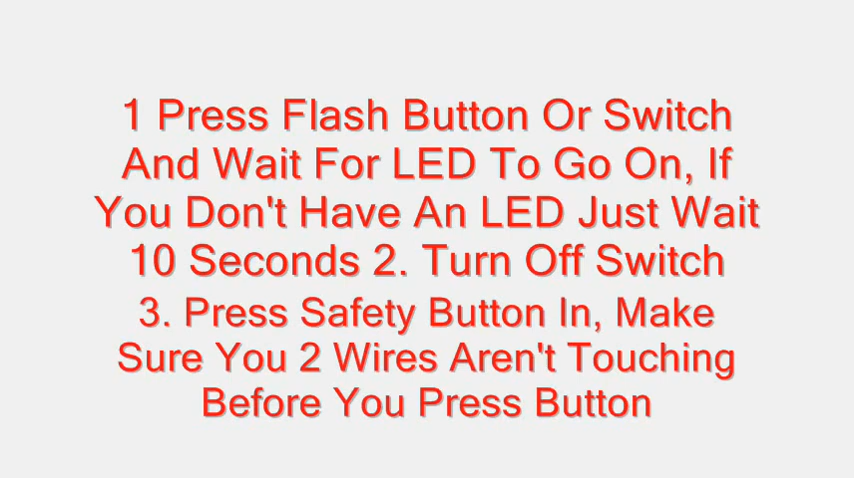 1 Press Flash Button Or Switch
And Wait For LED To Go On, If
You Don't Have An LED Just Wait
10 Seconds 2. Turn Off Switch
3. Press Safety Button In, Make
Sure You 2 Wires Aren't Touching
Before You Press Button